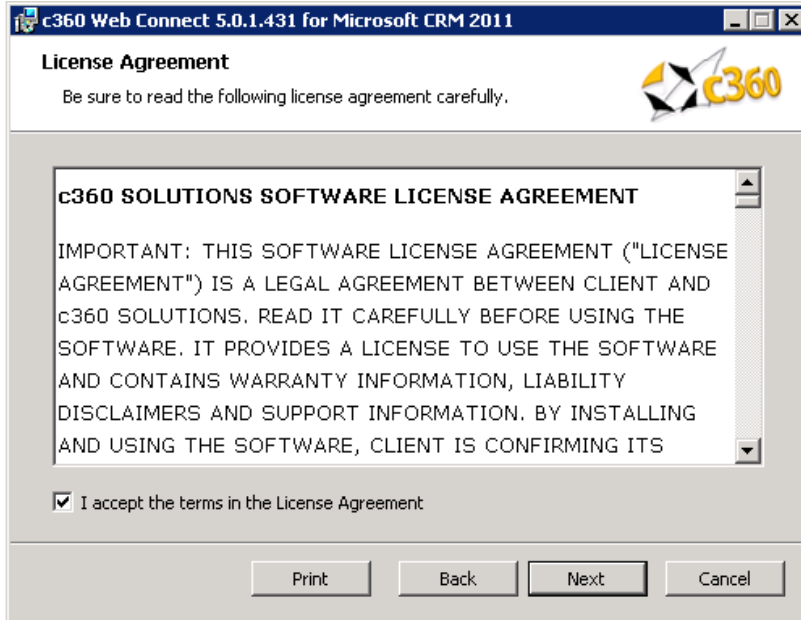 c360 Web Connect 5.0.1.431 for Microsoft CRM 2011
License Agreement
Be sure to read the following license agreement carefully.
c360
c360 SOLUTIONS SOFTWARE LICENSE AGREEMENT
IMPORTANT: THIS SOFTWARE LICENSE AGREEMENT ("LICENSE
AGREEMENT") IS A LEGAL AGREEMENT BETWEEN CLIENT AND
c360 SOLUTIONS. READ IT CAREFULLY BEFORE USING THE
SOFTWARE. IT PROVIDES A LICENSE TO USE THE SOFTWARE
AND CONTAINS WARRANTY INFORMATION, LIABILITY
DISCLAIMERS AND SUPPORT INFORMATION. BY INSTALLING
AND USING THE SOFTWARE, CLIENT IS CONFIRMING ITS
I accept the terms in the License Agreement
Print Back Next Cancel